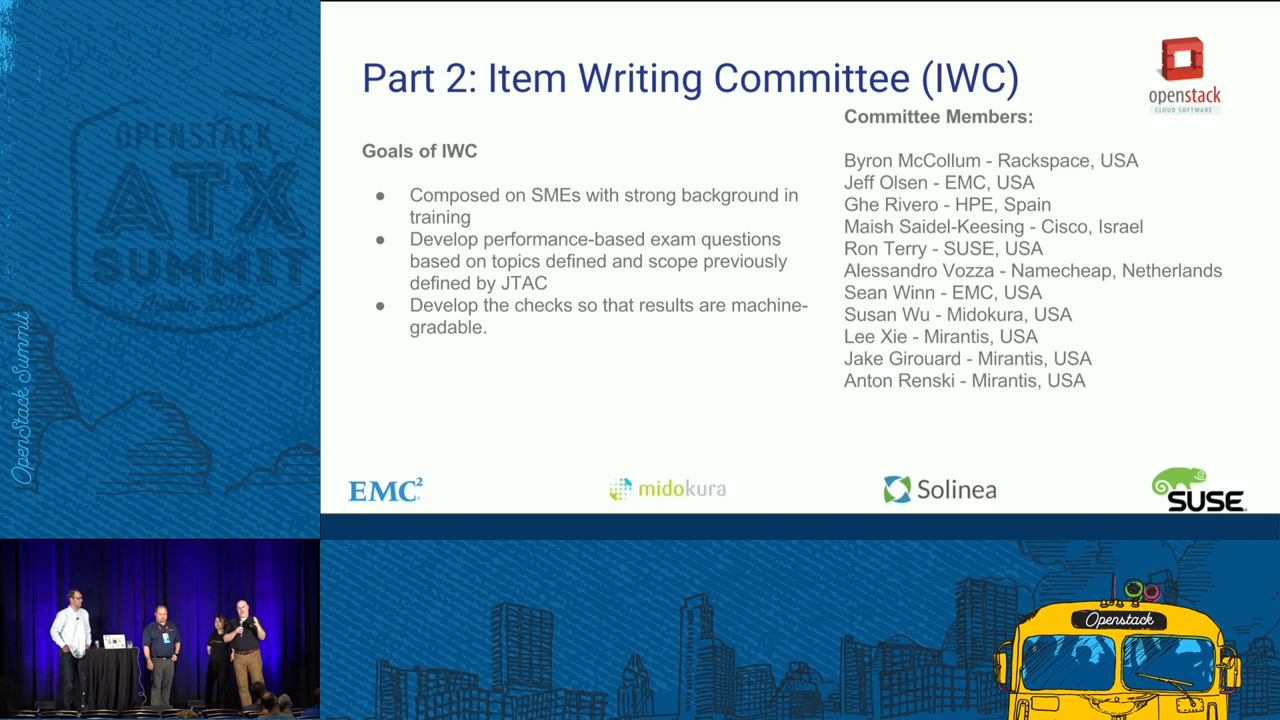 OPENSTACK
ATX
SUMMIT
OpenStack Summit
Part 2: Item Writing Committee (IWC)
openstack
CLOUD SOFTWARE
Goals of IWC
● Composed on SMEs with strong background in
training
● Develop performance-based exam questions
based on topics defined and scope previously
defined by JTAC
● Develop the checks so that results are machine-
gradable.
Committee Members:
Byron McCollum - Rackspace, USA
Jeff Olsen - EMC, USA
Ghe Rivero - HPE, Spain
Maish Saidel-Keesing - Cisco, Israel
Ron Terry - SUSE, USA
Alessandro Vozza - Namecheap, Netherlands
Sean Winn - EMC, USA
Susan Wu - Midokura, USA
Lee Xie - Mirantis, USA
Jake Girouard - Mirantis, USA
Anton Renski - Mirantis, USA
EMC²
midokura
Solinea
SUSE
Openstack